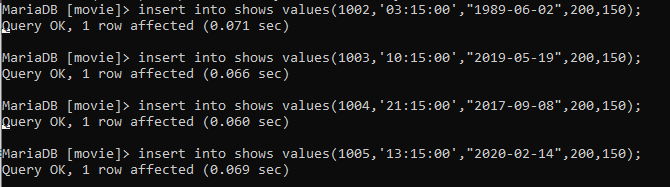 MariaDB [movie]> insert into shows values(1002,'03:15:00',"1989-06-02",200,150);
Query OK, 1 row affected (0.071 sec)
MariaDB [movie]> insert into shows values(1003,'10:15:00',"2019-05-19",200,150);
Query OK, 1 row affected (0.066 sec)
MariaDB [movie]> insert into shows values(1004,'21:15:00',"2017-09-08",200,150);
Query OK, 1 row affected (0.060 sec)
MariaDB [movie]> insert into shows values(1005,'13:15:00',"2020-02-14",200,150);
Query OK, 1 row affected (0.069 sec)